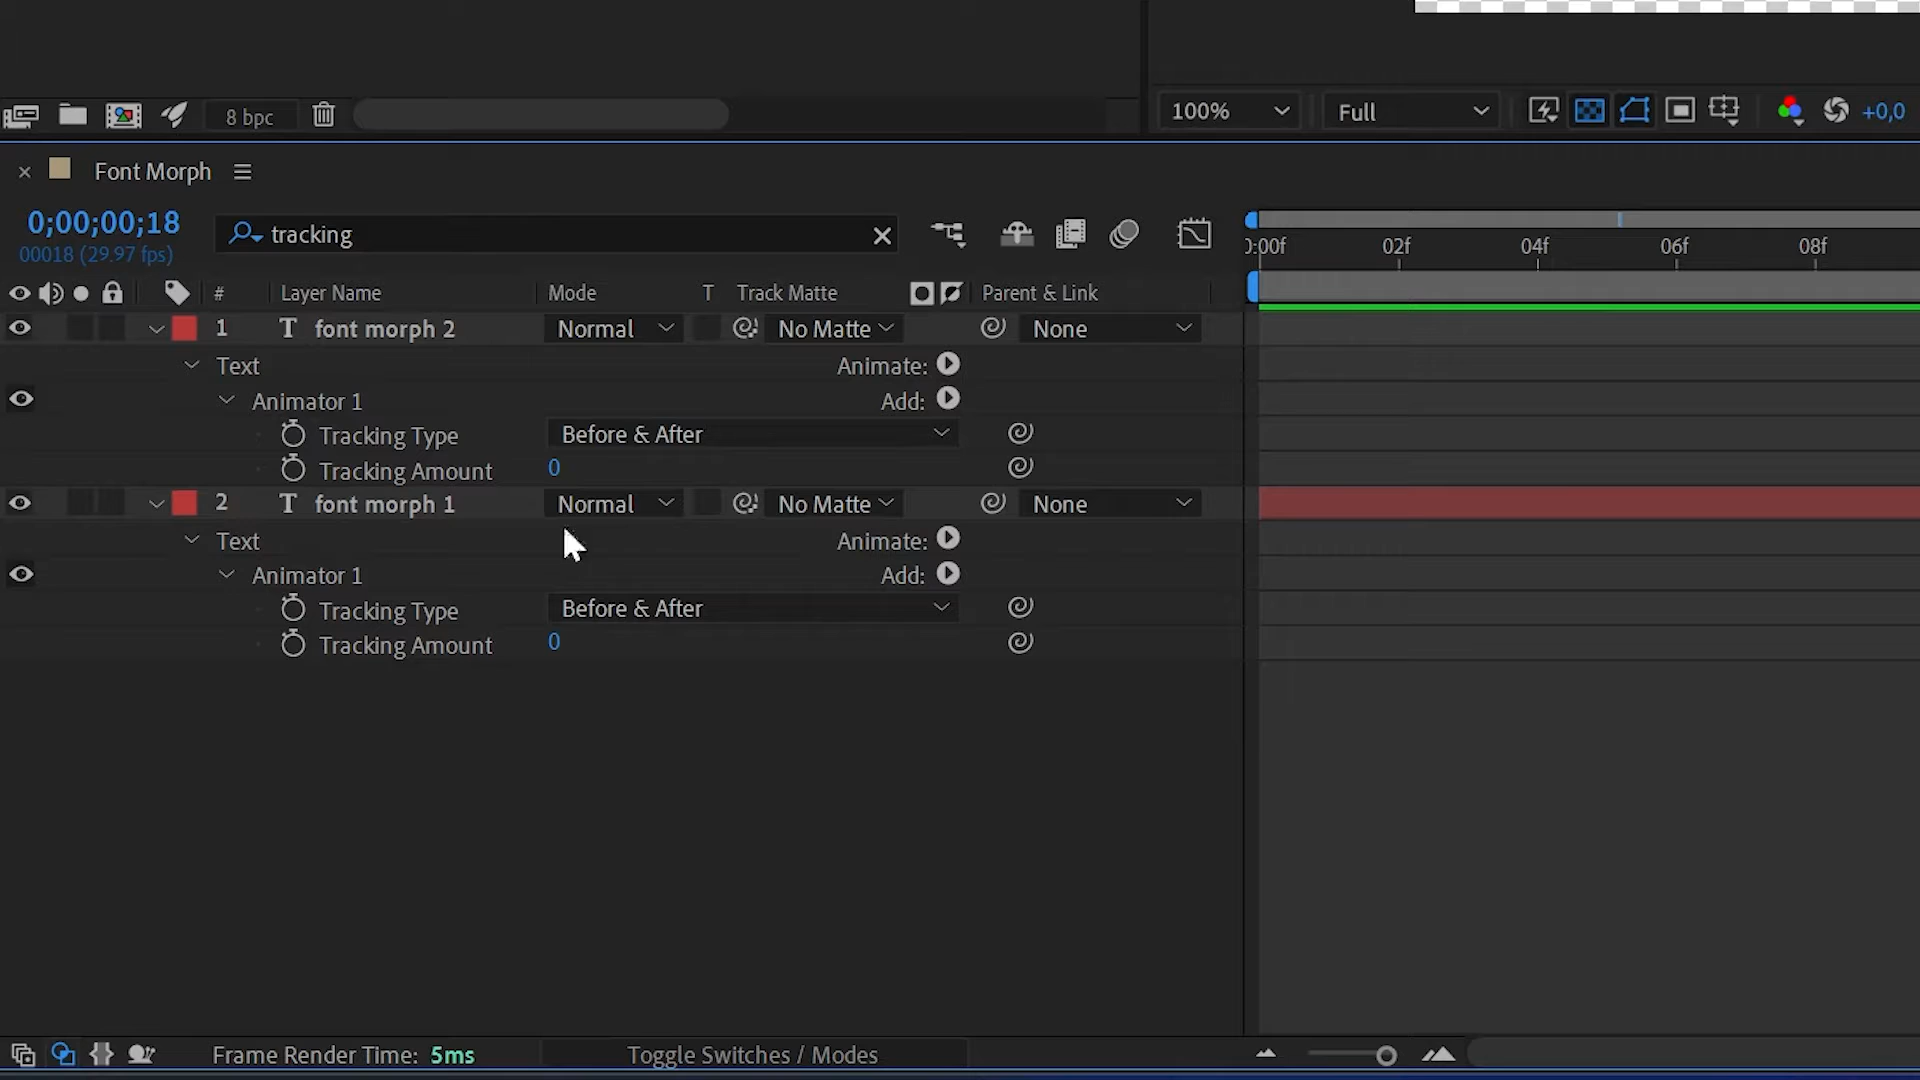 8 bpc
100%
Full
+0,0
Font Morph
0;00;00;18
tracking
00018 (29.97 fps)
0:00f 02f 04f 06f 08f
# Layer Name Mode T Track Matte Parent & Link
1 T font morph 2 Normal No Matte None
Text Animate:
Animator 1 Add:
Tracking Type Before & After
Tracking Amount 0
2 T font morph 1 Normal No Matte None
Text Animate:
Animator 1 Add:
Tracking Type Before & After
Tracking Amount 0
Frame Render Time: 5ms
Toggle Switches / Modes